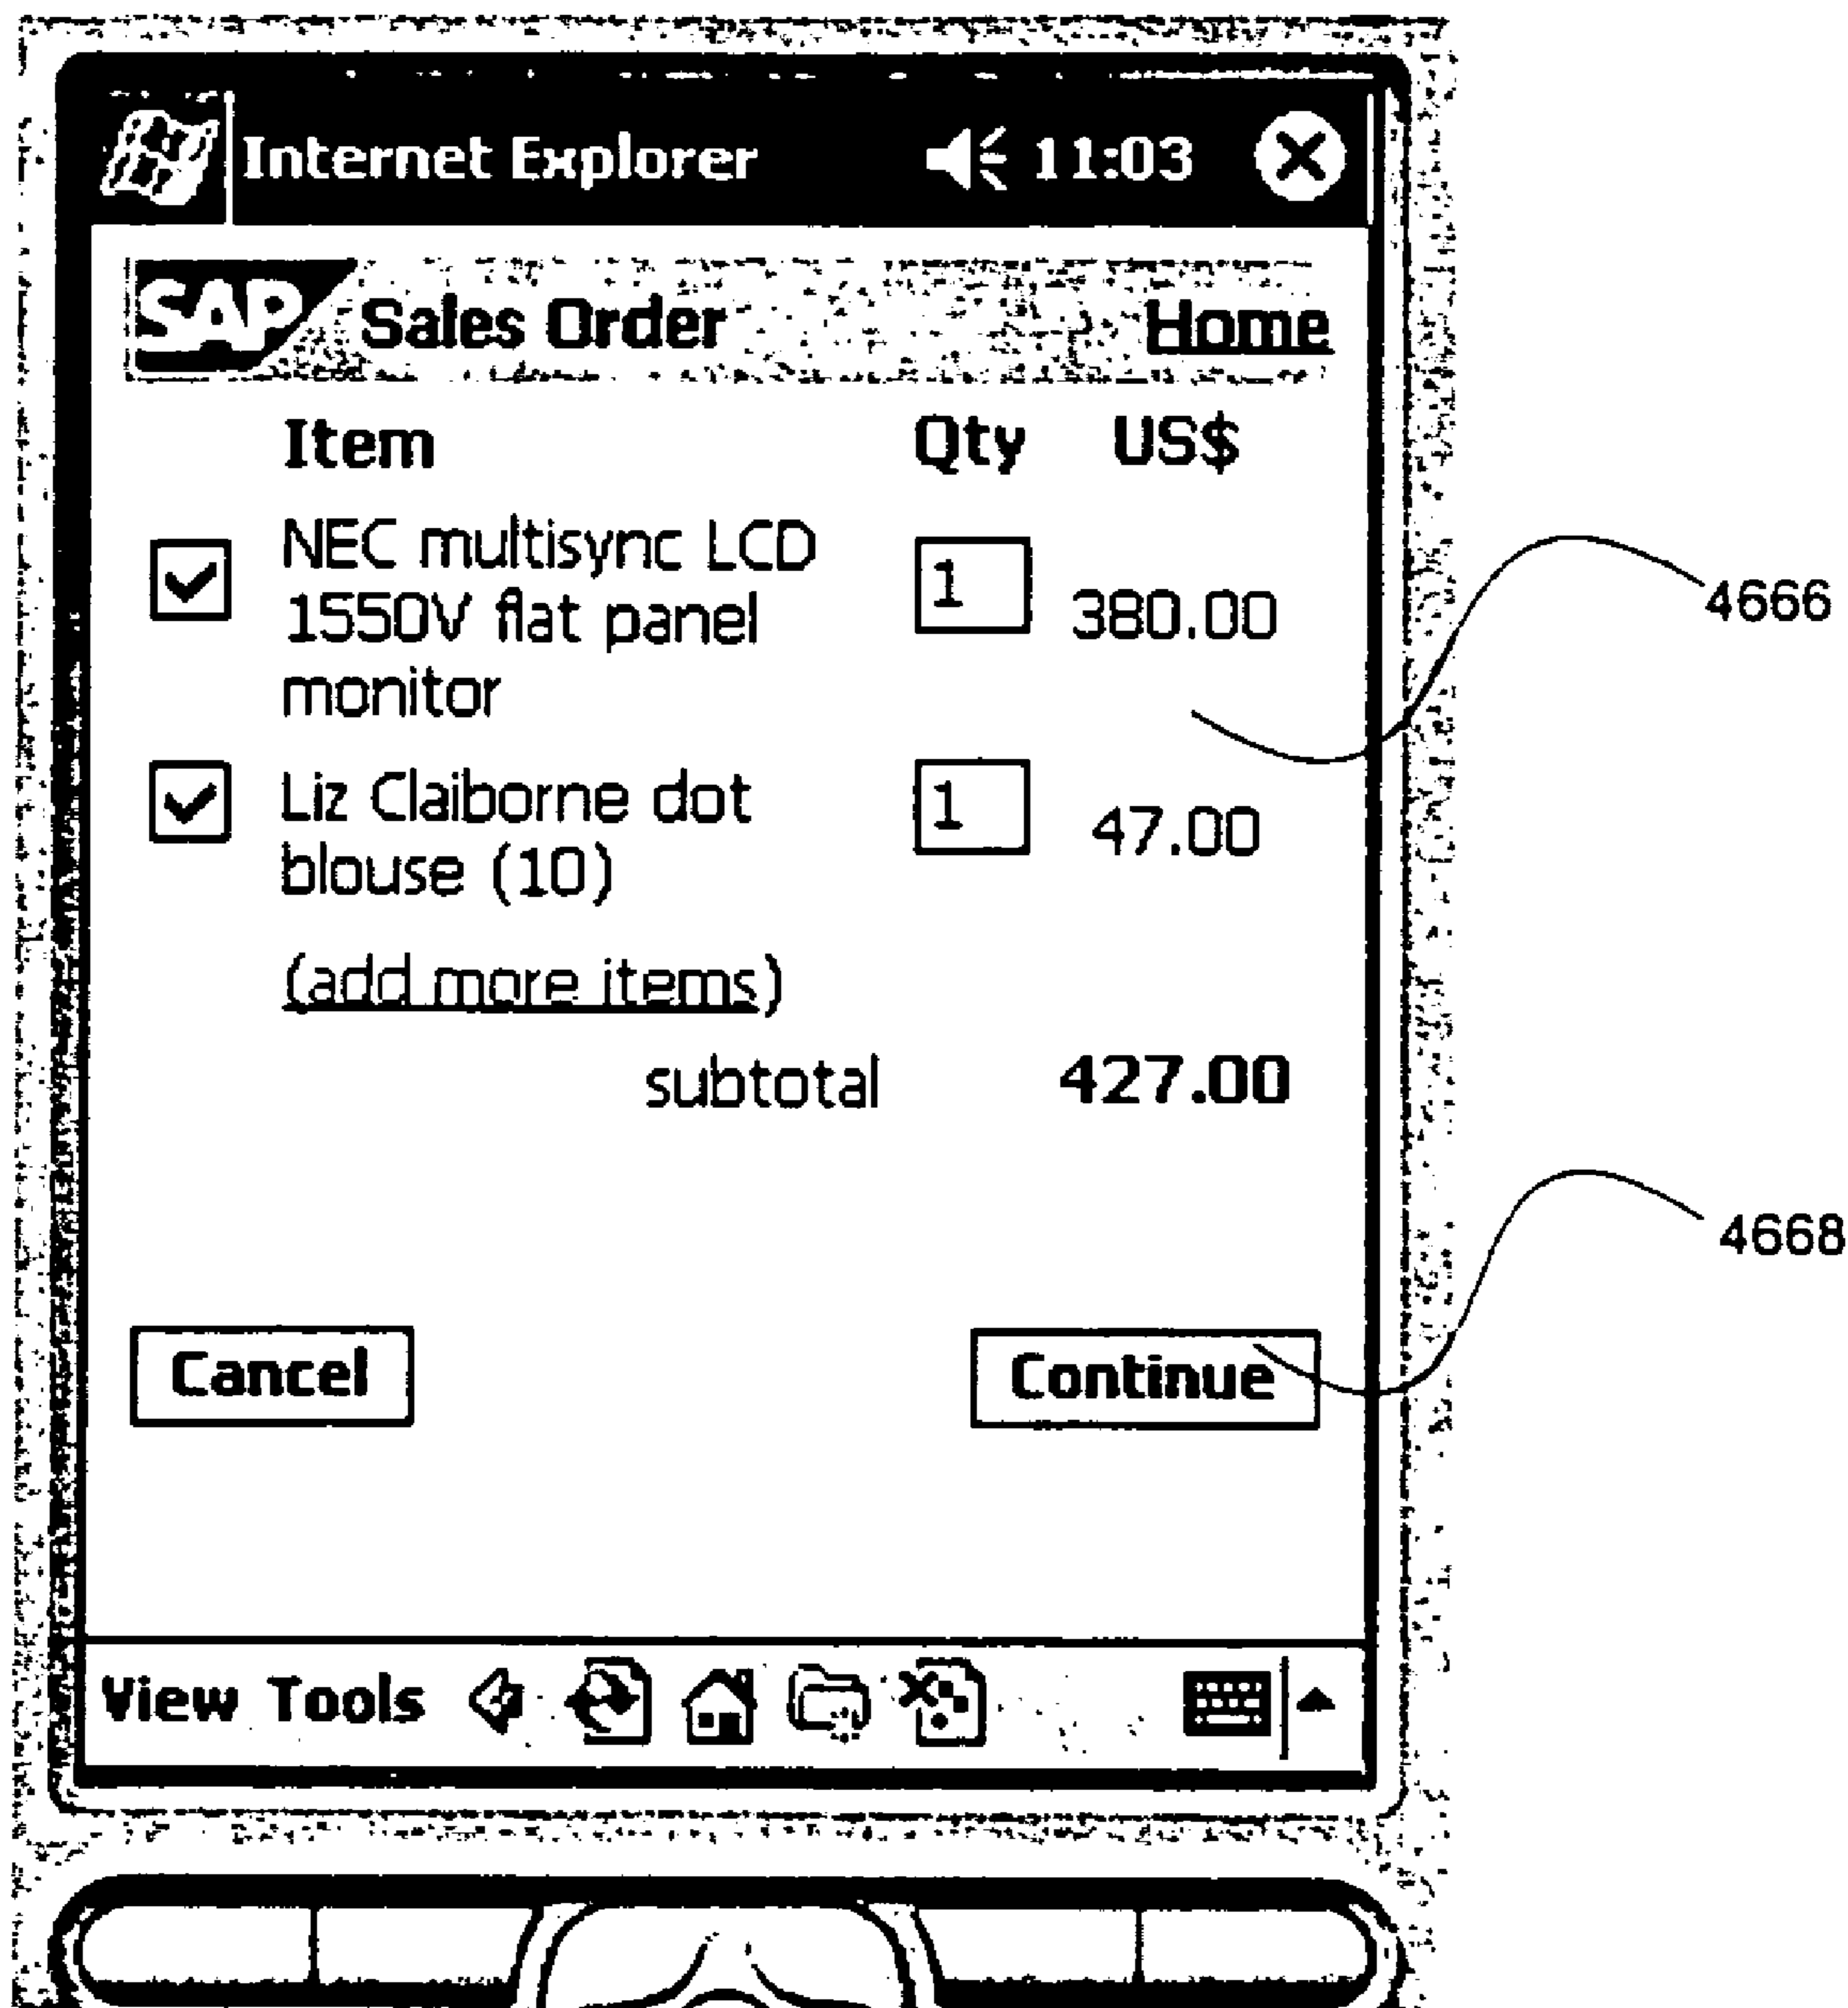 Internet Explorer 11:03
SAP Sales Order Home
Item Qty US$
NEC multisync LCD
1550V flat panel
monitor
1 380.00
4666
Liz Claiborne dot
blouse (10)
1 47.00
(add more items)
subtotal 427.00
4668
Cancel Continue
View Tools